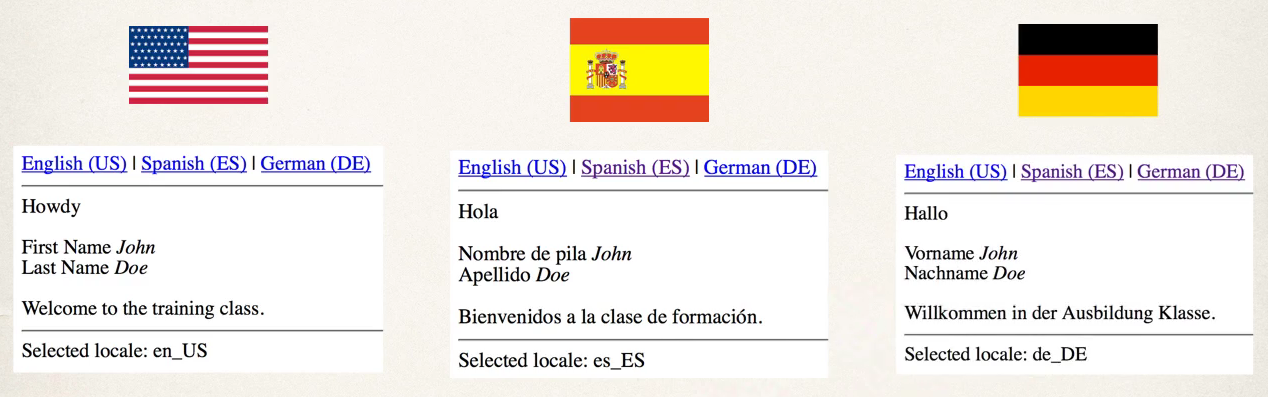 English (US) | Spanish (ES) | German (DE)
Howdy
First Name John
Last Name Doe
Welcome to the training class.
Selected locale: en_US
English (US) | Spanish (ES) | German (DE)
Hola
Nombre de pila John
Apellido Doe
Bienvenidos a la clase de formación.
Selected locale: es_ES
English (US) | Spanish (ES) | German (DE)
Hallo
Vorname John
Nachname Doe
Willkommen in der Ausbildung Klasse.
Selected locale: de_DE